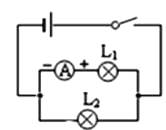 - A + L₁
L₂